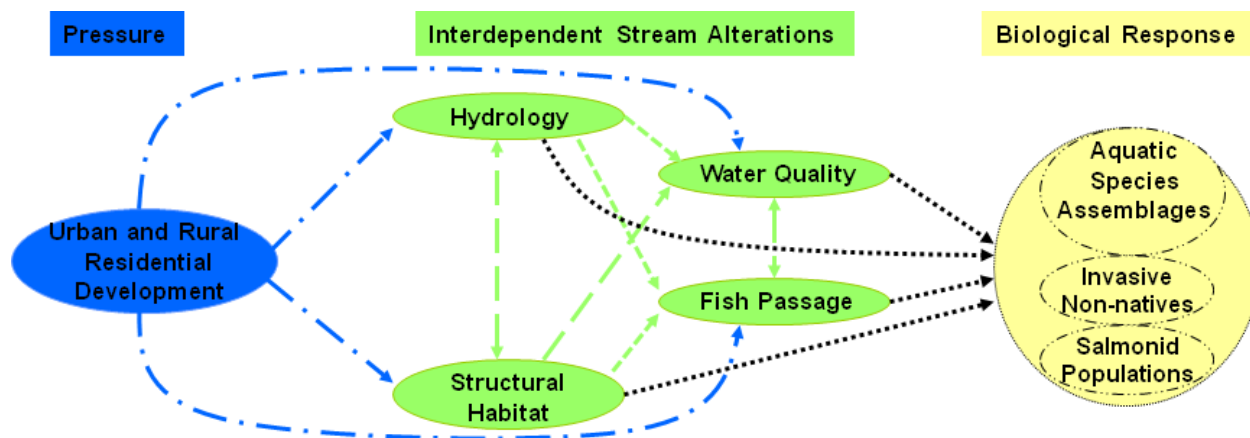 Pressure
Interdependent Stream Alterations
Biological Response
Hydrology
Water Quality
Urban and Rural
Residential
Development
Fish Passage
Structural
Habitat
Aquatic
Species
Assemblages
Invasive
Non-natives
Salmonid
Populations